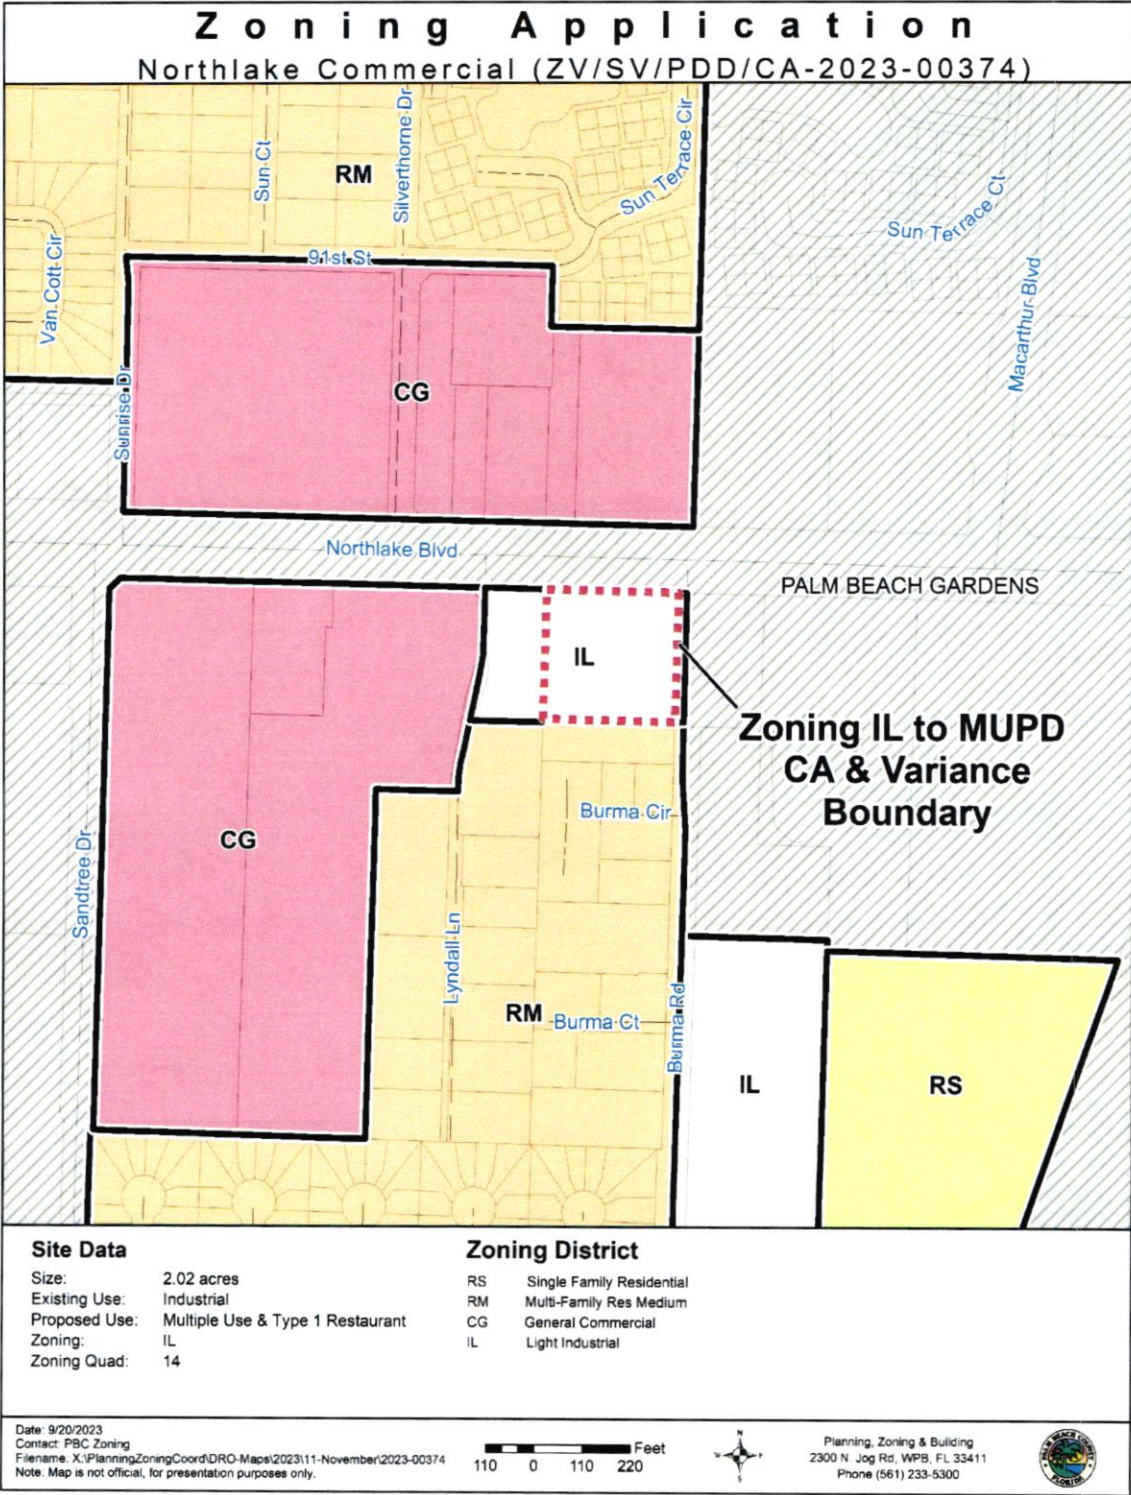 Zoning Application
Northlake Commercial (ZV/SV/PDD/CA-2023-00374)
Sun Ct
RM
Silverthorne Dr
Sun Terrace Cir
Sun Terrace Ct
Van Cott Cir
91st St
Macarthur Blvd
Sunrise Dr
CG
Northlake Blvd
PALM BEACH GARDENS
IL
Zoning IL to MUPD
CA & Variance
Boundary
Burma Cir
CG
Sandtree Dr
Lyndall Ln
RM
Burma Ct
Burma Rd
IL
RS
Site Data
Size: 2.02 acres
Existing Use: Industrial
Proposed Use: Multiple Use & Type 1 Restaurant
Zoning: IL
Zoning Quad: 14
Zoning District
RS Single Family Residential
RM Multi-Family Res Medium
CG General Commercial
IL Light Industrial
Date: 9/20/2023
Contact: PBC Zoning
Filename: X:\PlanningZoningCoord\DRO-Maps\2023\11-November\2023-00374
Note: Map is not official, for presentation purposes only.
Feet
110 0 110 220
N
W E
S
Planning, Zoning & Building
2300 N. Jog Rd, WPB, FL 33411
Phone (561) 233-5300
PALM BEACH COUNTY
FLORIDA